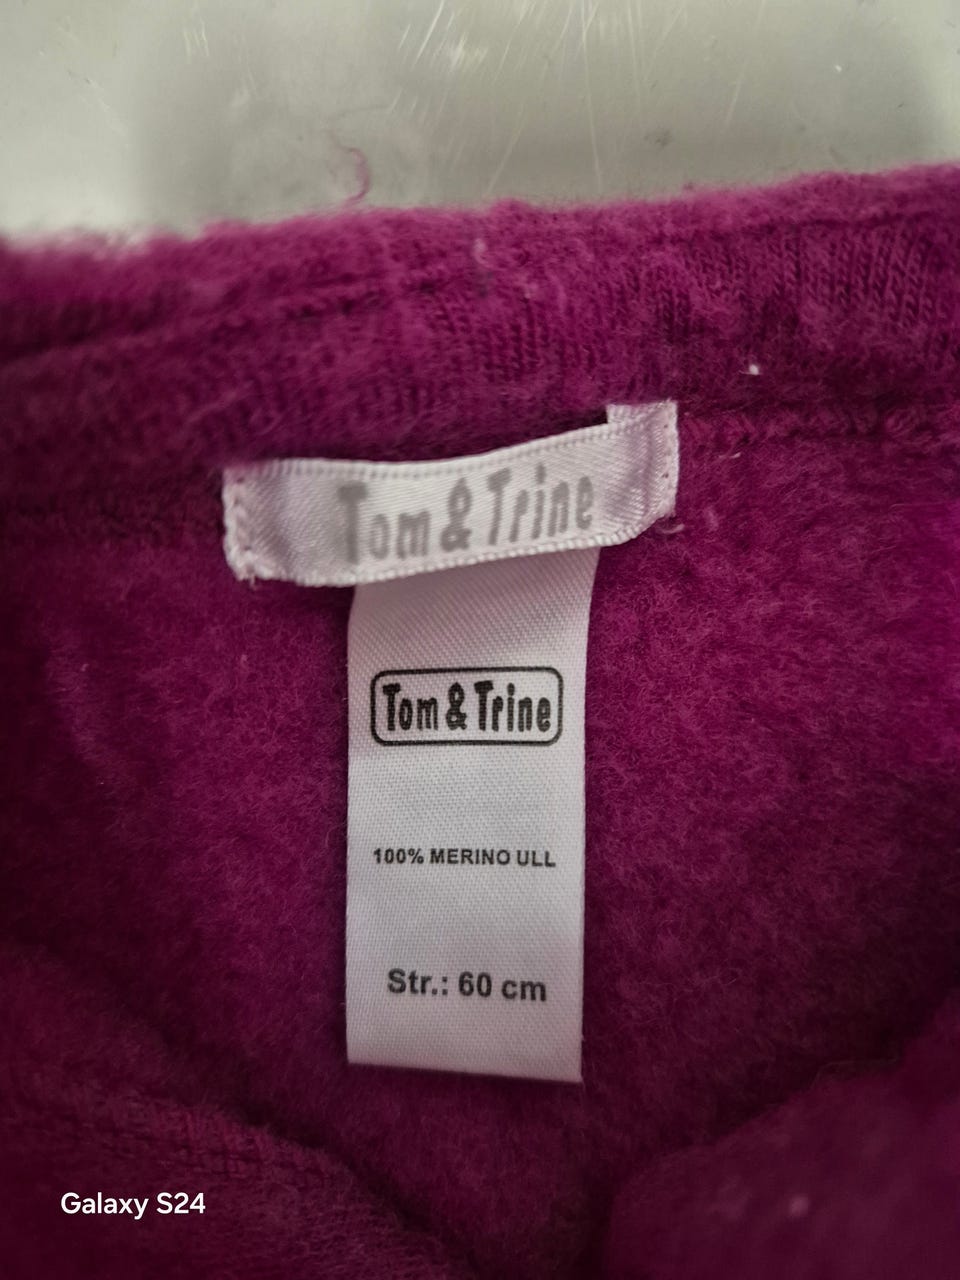 Tom & Trine
Tom & Trine
100% MERINO ULL
Str.: 60 cm
Galaxy S24